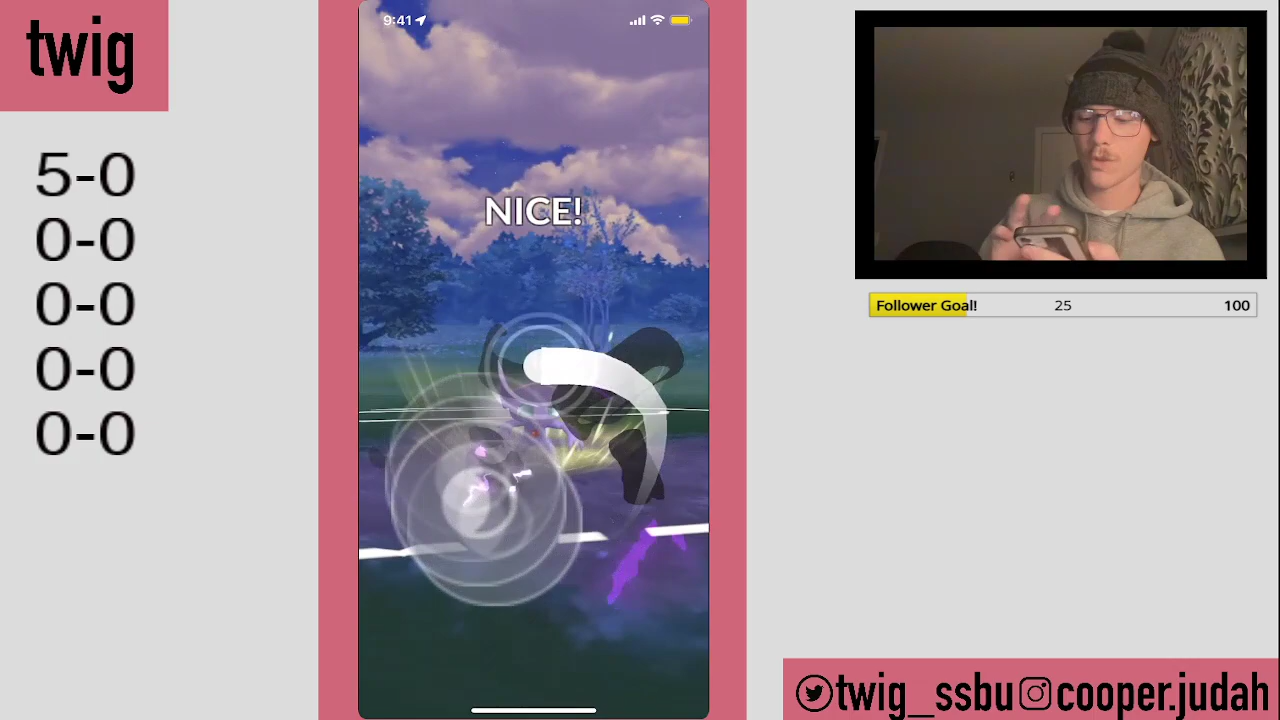 twig
5-0
0-0
0-0
0-0
0-0
9:41
NICE!
Follower Goal! 25 100
twig_ssbu cooper.judah